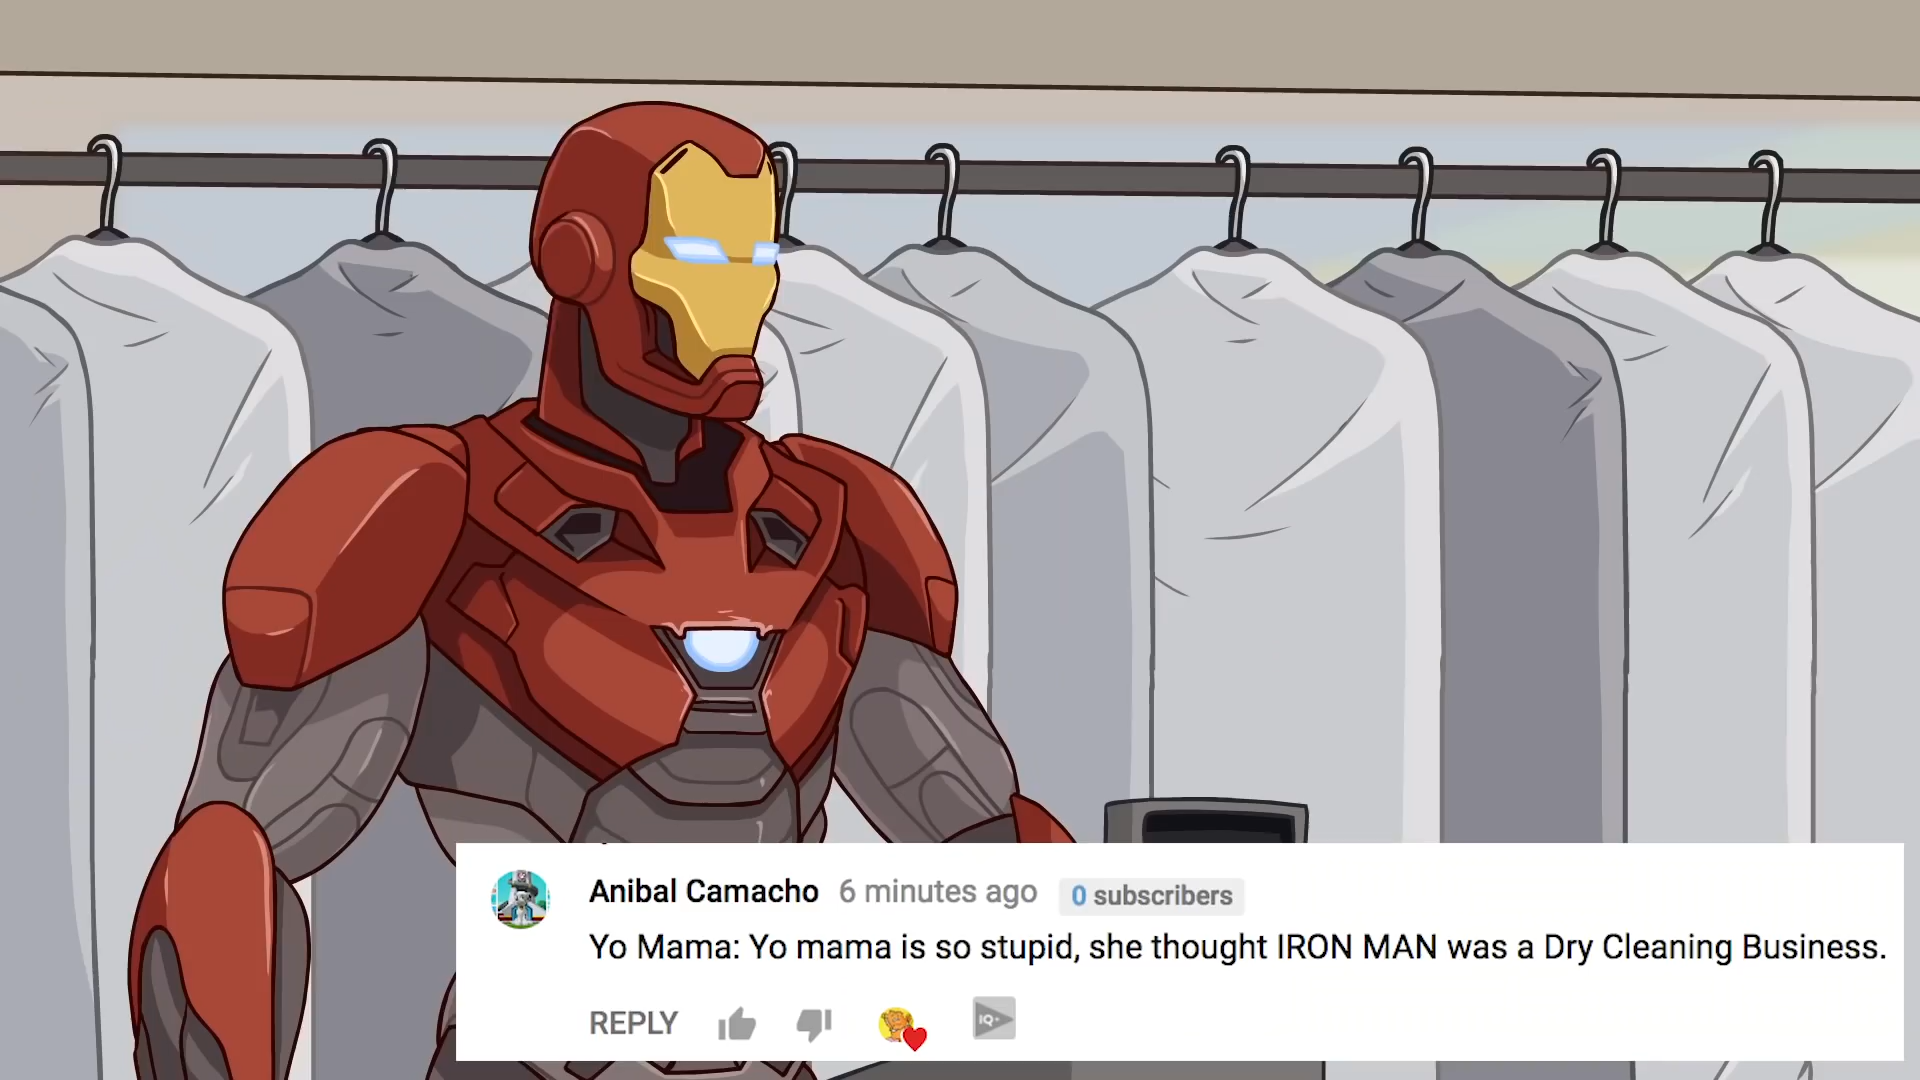 Anibal Camacho 6 minutes ago 0 subscribers
Yo Mama: Yo mama is so stupid, she thought IRON MAN was a Dry Cleaning Business.
REPLY
IQ